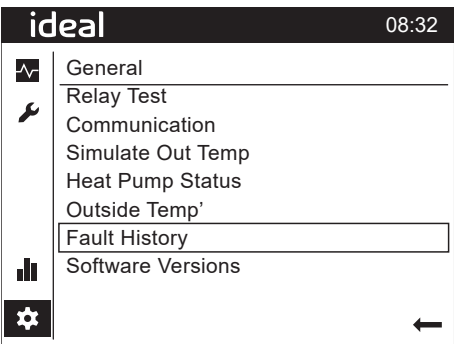 ideal 08:32
General
Relay Test
Communication
Simulate Out Temp
Heat Pump Status
Outside Temp'
Fault History
Software Versions